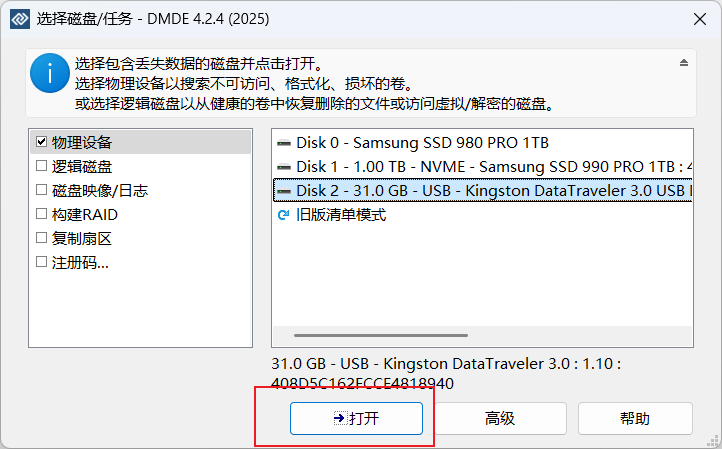 选择磁盘/任务 - DMDE 4.2.4 (2025)
选择包含丢失数据的磁盘并点击打开。
选择物理设备以搜索不可访问、格式化、损坏的卷。
或选择逻辑磁盘以从健康的卷中恢复删除的文件或访问虚拟/解密的磁盘。
物理设备
逻辑磁盘
磁盘映像/日志
构建RAID
复制扇区
注册码...
Disk 0 - Samsung SSD 980 PRO 1TB
Disk 1 - 1.00 TB - NVME - Samsung SSD 990 PRO 1TB : 4
Disk 2 - 31.0 GB - USB - Kingston DataTraveler 3.0 USB
旧版清单模式
31.0 GB - USB - Kingston DataTraveler 3.0 : 1.10 :
408D5C162FCCE4818940
打开
高级
帮助